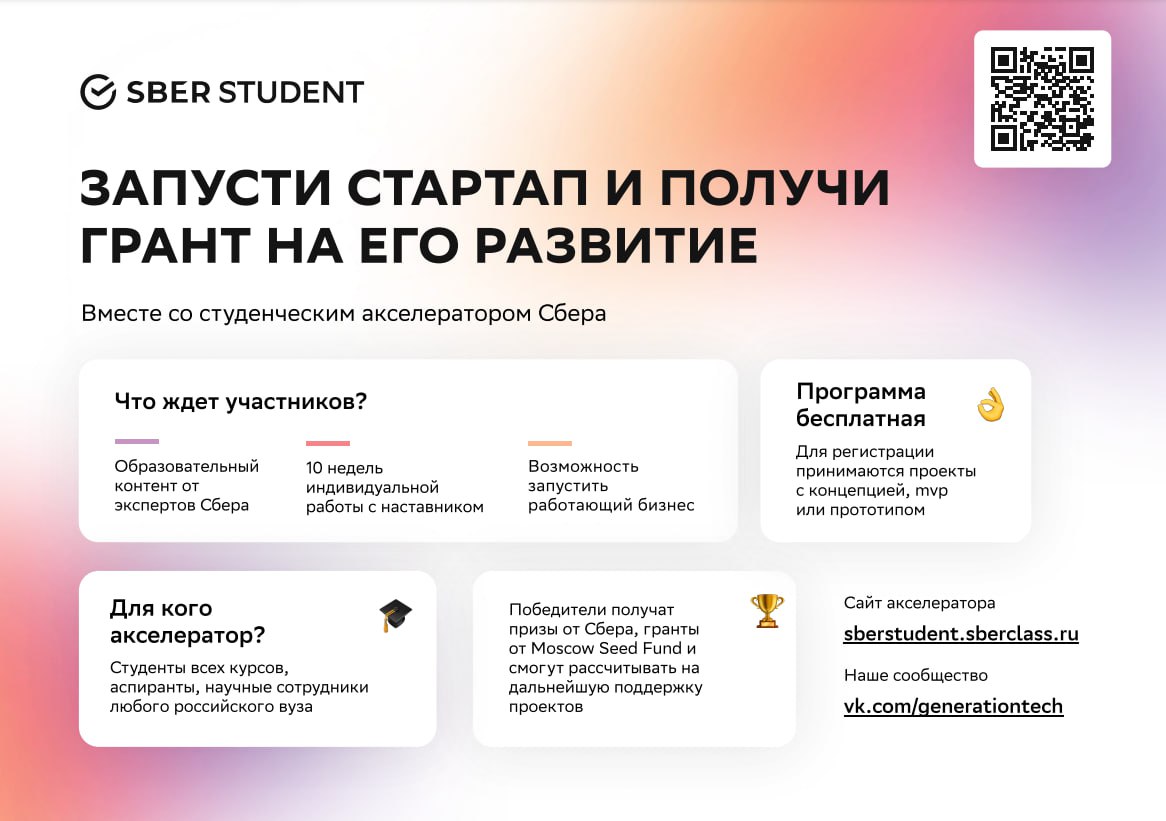 SBER STUDENT
ЗАПУСТИ СТАРТАП И ПОЛУЧИ
ГРАНТ НА ЕГО РАЗВИТИЕ
Вместе со студенческим акселератором Сбера
Что ждет участников?
Образовательный
контент от
экспертов Сбера
10 недель
индивидуальной
работы с наставником
Возможность
запустить
работающий бизнес
Программа
бесплатная
Для регистрации
принимаются проекты
с концепцией, mvp
или прототипом
Для кого
акселератор?
Студенты всех курсов,
аспиранты, научные сотрудники
любого российского вуза
Победители получат
призы от Сбера, гранты
от Moscow Seed Fund и
смогут рассчитывать на
дальнейшую поддержку
проектов
Сайт акселератора
sberstudent.sberclass.ru
Наше сообщество
vk.com/generationtech